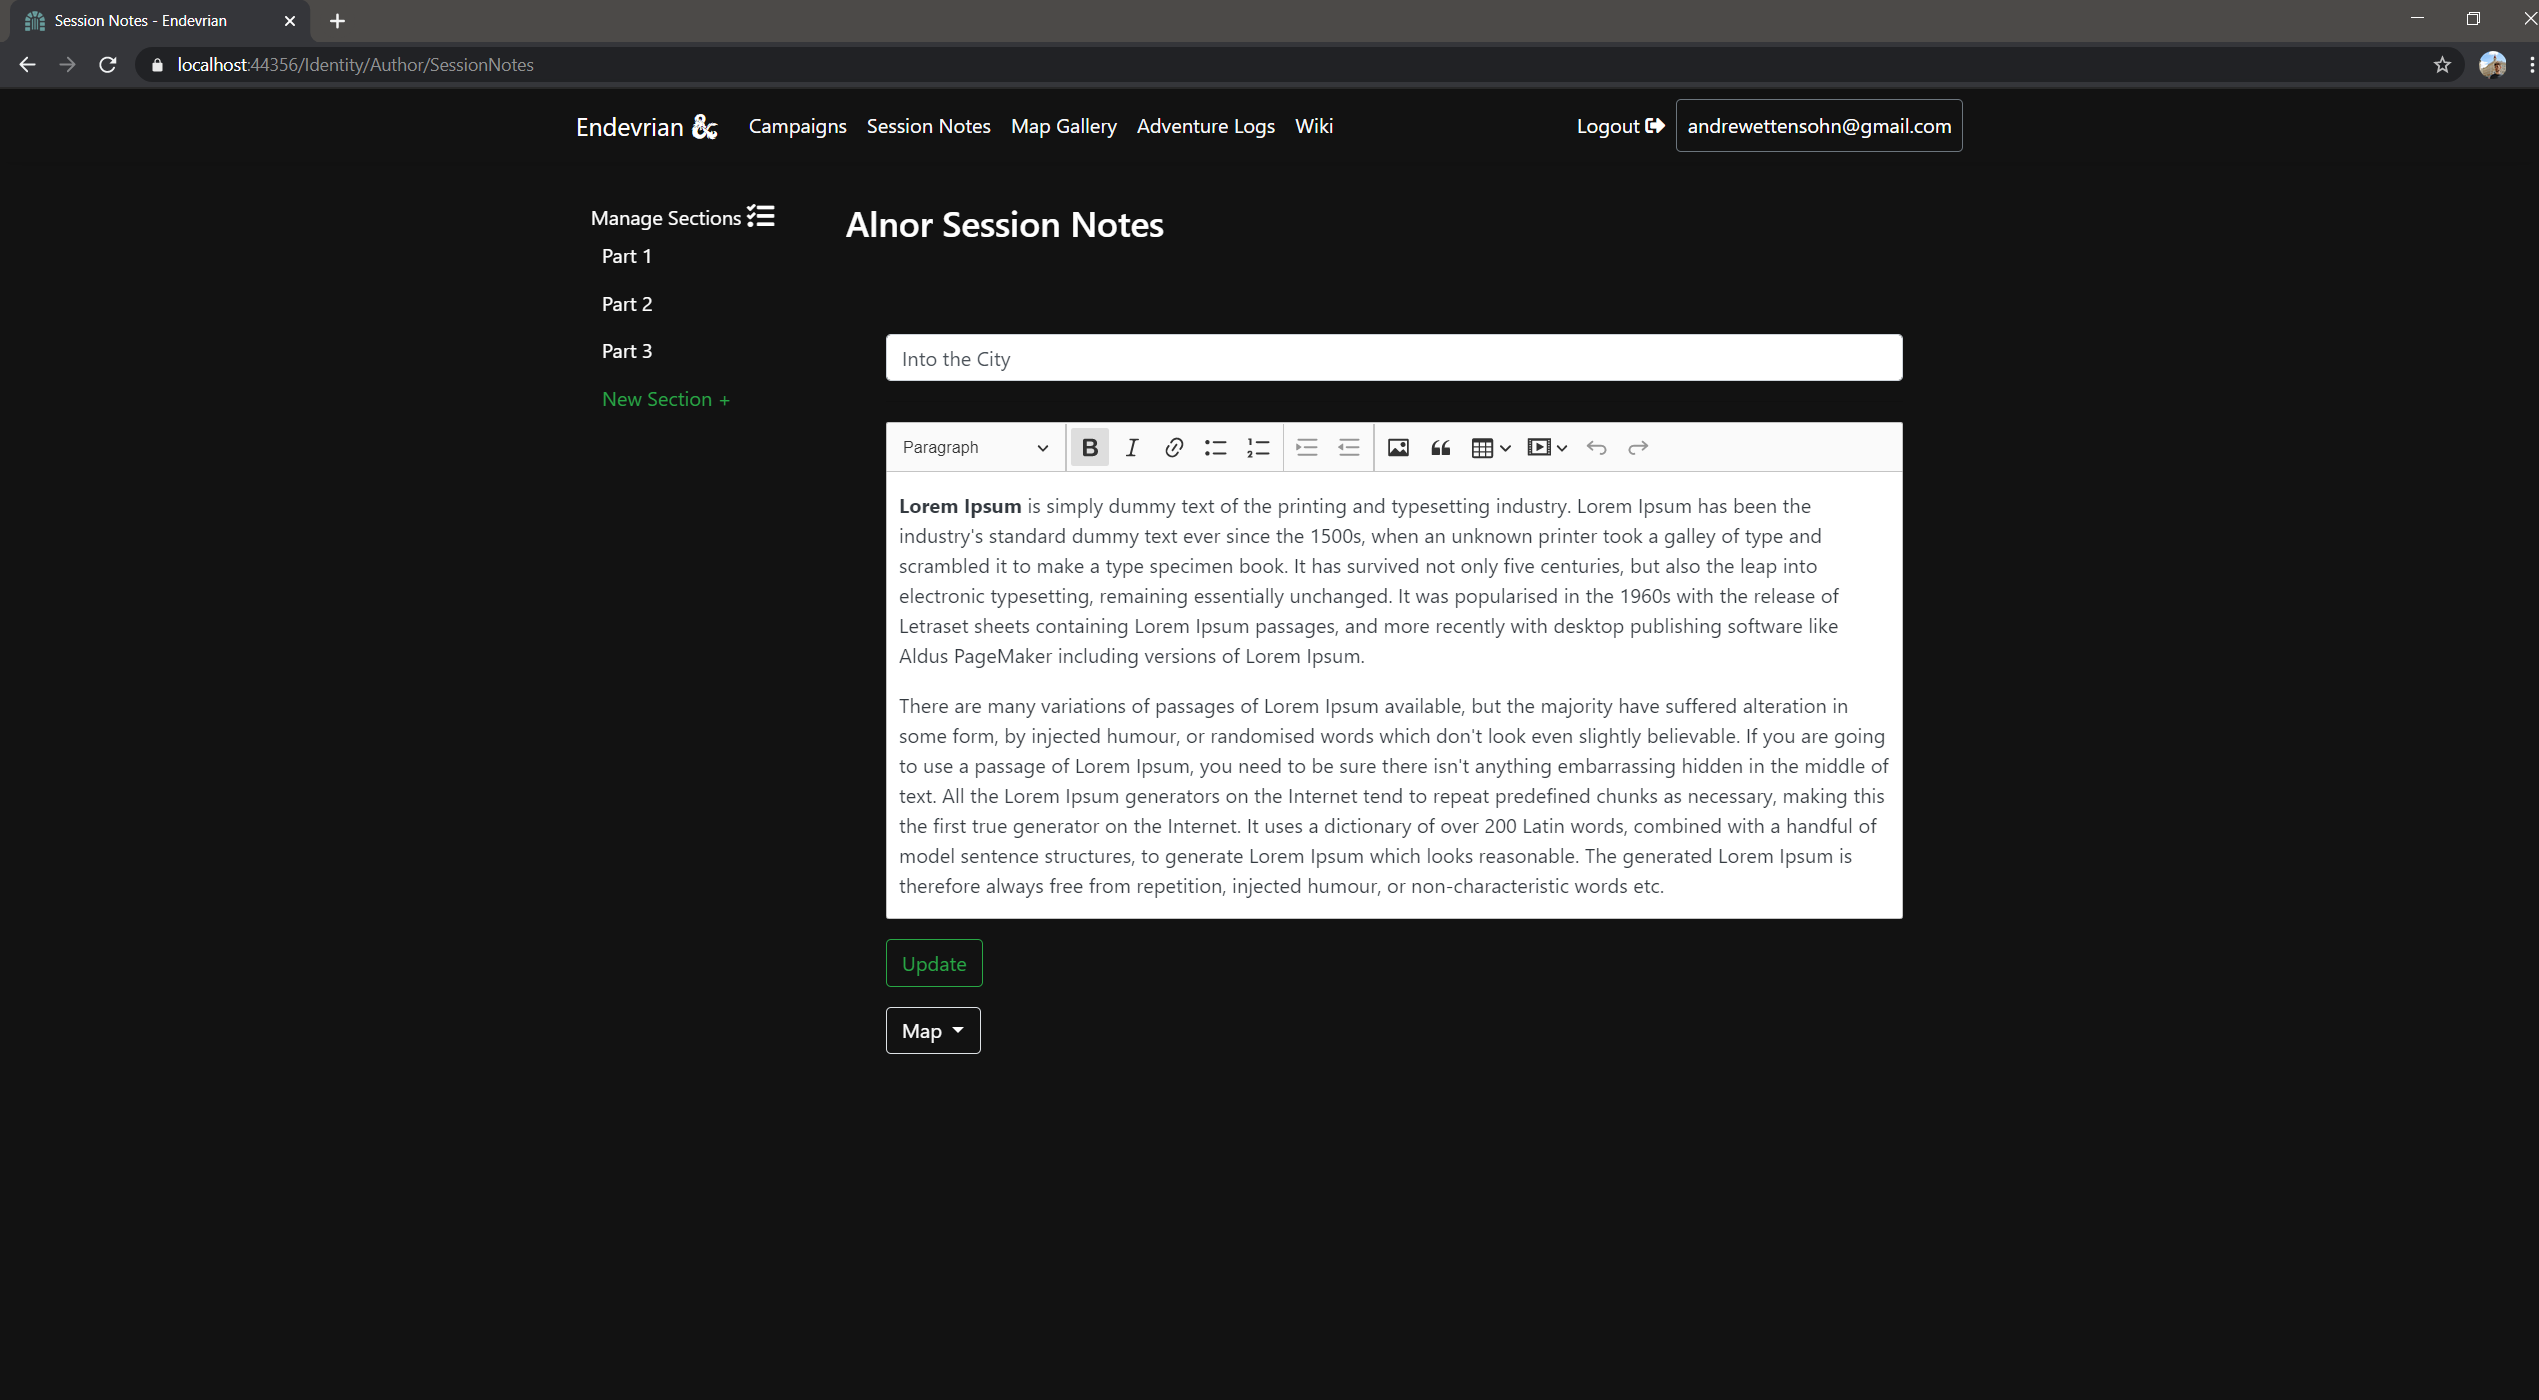 Session Notes - Endevrian
localhost:44356/Identity/Author/SessionNotes
Endevrian & Campaigns Session Notes Map Gallery Adventure Logs Wiki Logout andrewettensohn@gmail.com
Manage Sections
Part 1
Part 2
Part 3
New Section +
Alnor Session Notes
Into the City
Paragraph B I
Lorem Ipsum is simply dummy text of the printing and typesetting industry. Lorem Ipsum has been the
industry's standard dummy text ever since the 1500s, when an unknown printer took a galley of type and
scrambled it to make a type specimen book. It has survived not only five centuries, but also the leap into
electronic typesetting, remaining essentially unchanged. It was popularised in the 1960s with the release of
Letraset sheets containing Lorem Ipsum passages, and more recently with desktop publishing software like
Aldus PageMaker including versions of Lorem Ipsum.
There are many variations of passages of Lorem Ipsum available, but the majority have suffered alteration in
some form, by injected humour, or randomised words which don't look even slightly believable. If you are going
to use a passage of Lorem Ipsum, you need to be sure there isn't anything embarrassing hidden in the middle of
text. All the Lorem Ipsum generators on the Internet tend to repeat predefined chunks as necessary, making this
the first true generator on the Internet. It uses a dictionary of over 200 Latin words, combined with a handful of
model sentence structures, to generate Lorem Ipsum which looks reasonable. The generated Lorem Ipsum is
therefore always free from repetition, injected humour, or non-characteristic words etc.
Update
Map